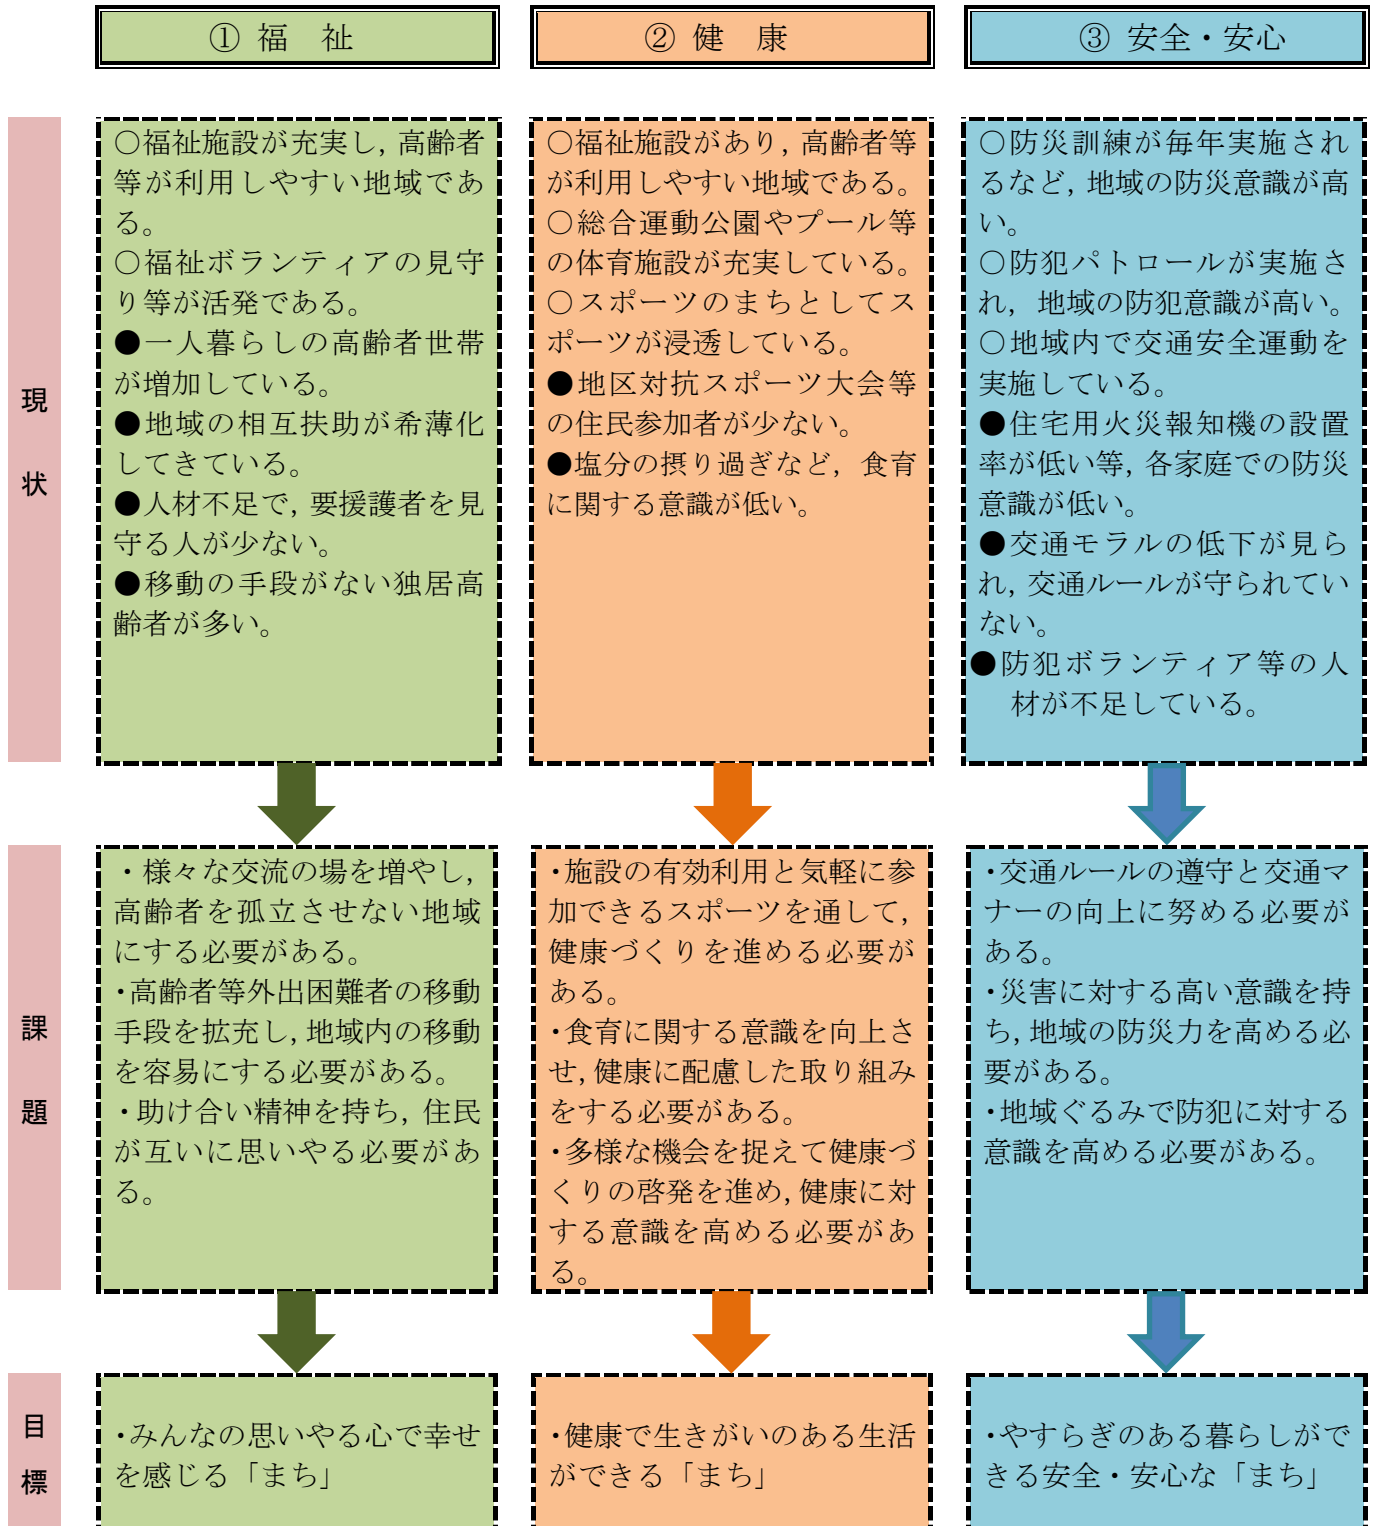 ① 福　祉
② 健　康
③ 安全・安心
現状
○福祉施設が充実し，高齢者
等が利用しやすい地域であ
る。
○福祉ボランティアの見守
り等が活発である。
●一人暮らしの高齢者世帯
が増加している。
●地域の相互扶助が希薄化
してきている。
●人材不足で，要援護者を見
守る人が少ない。
●移動の手段がない独居高
齢者が多い。
○福祉施設があり，高齢者等
が利用しやすい地域である。
○総合運動公園やプール等
の体育施設が充実している。
○スポーツのまちとしてス
ポーツが浸透している。
●地区対抗スポーツ大会等
の住民参加者が少ない。
●塩分の摂り過ぎなど，食育
に関する意識が低い。
○防災訓練が毎年実施され
るなど，地域の防災意識が高
い。
○防犯パトロールが実施さ
れ，地域の防犯意識が高い。
○地域内で交通安全運動を
実施している。
●住宅用火災報知機の設置
率が低い等，各家庭での防災
意識が低い。
●交通モラルの低下が見ら
れ，交通ルールが守られてい
ない。
●防犯ボランティア等の人
材が不足している。
課題
・様々な交流の場を増やし，
高齢者を孤立させない地域
にする必要がある。
・高齢者等外出困難者の移動
手段を拡充し，地域内の移動
を容易にする必要がある。
・助け合い精神を持ち，住民
が互いに思いやる必要があ
る。
・施設の有効利用と気軽に参
加できるスポーツを通して，
健康づくりを進める必要が
ある。
・食育に関する意識を向上さ
せ，健康に配慮した取り組み
をする必要がある。
・多様な機会を捉えて健康づ
くりの啓発を進め，健康に対
する意識を高める必要があ
る。
・交通ルールの遵守と交通マ
ナーの向上に努める必要が
ある。
・災害に対する高い意識を持
ち，地域の防災力を高める必
要がある。
・地域ぐるみで防犯に対する
意識を高める必要がある。
目標
・みんなの思いやる心で幸せ
を感じる「まち」
・健康で生きがいのある生活
ができる「まち」
・やすらぎのある暮らしがで
きる安全・安心な「まち」